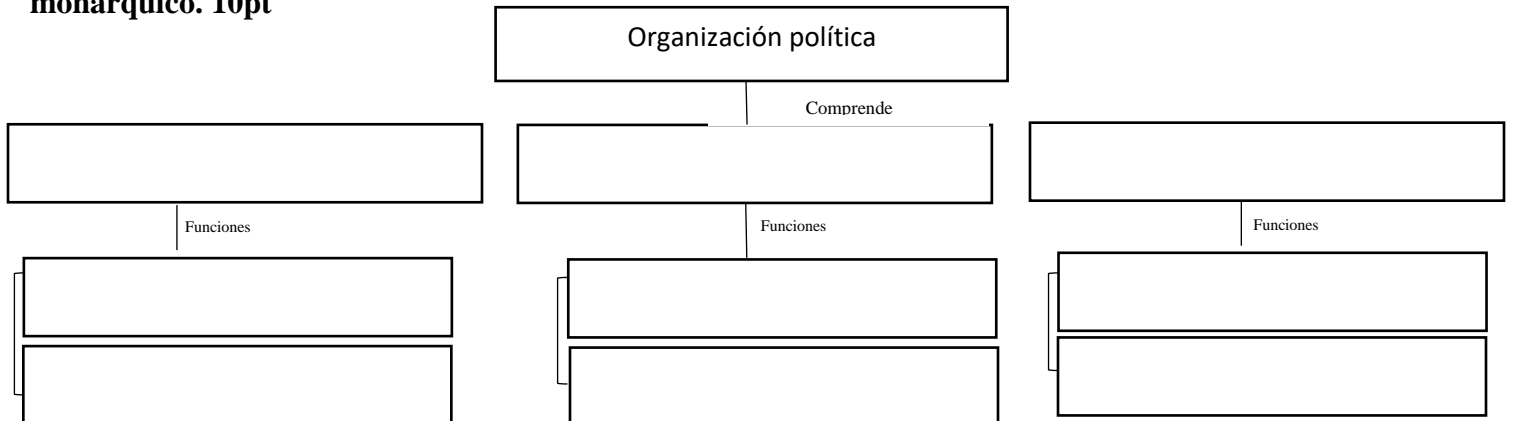 monárquico. 10pt
Organización política
Comprende
Funciones
Funciones
Funciones